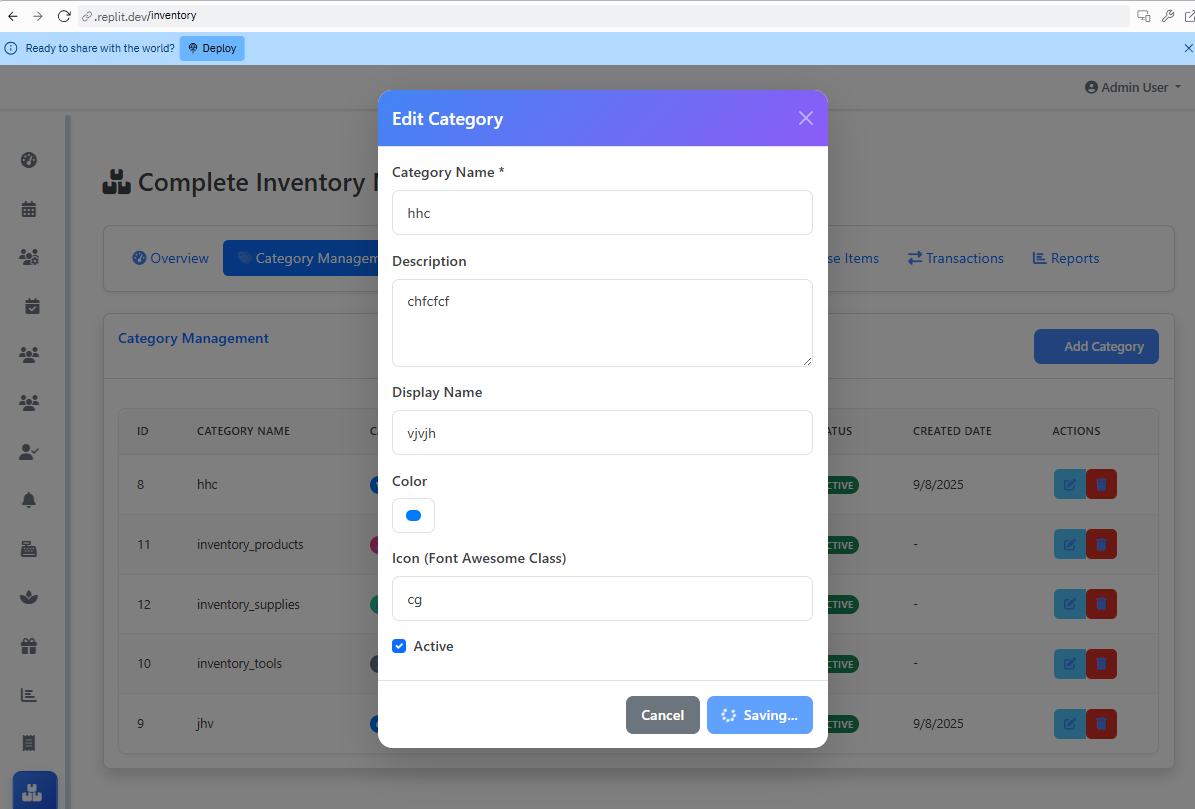 .replit.dev/inventory
Ready to share with the world? Deploy
Admin User
Edit Category
Complete Inventory
Category Name *
hhc
Overview
Category Managem
se Items
Transactions
Reports
Description
chfcfcf
Category Management
Add Category
Display Name
vjvjh
ID CATEGORY NAME ATUS CREATED DATE ACTIONS
Color
8 hhc CTIVE 9/8/2025
11 inventory_products CTIVE -
Icon (Font Awesome Class)
cg
12 inventory_supplies CTIVE -
Active
10 inventory_tools CTIVE -
Cancel
Saving...
9 jhv CTIVE 9/8/2025